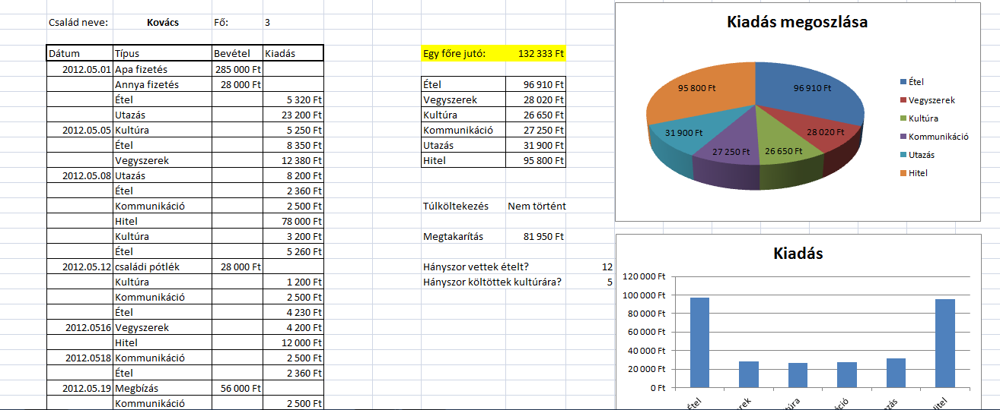 Család neve: Kovács Fő: 3
Dátum Típus Bevétel Kiadás
2012.05.01 Apa fizetés 285 000 Ft
Annya fizetés 28 000 Ft
Étel 5 320 Ft
Utazás 23 200 Ft
2012.05.05 Kultúra 5 250 Ft
Étel 8 350 Ft
Vegyszerek 12 380 Ft
2012.05.08 Utazás 8 200 Ft
Étel 2 360 Ft
Kommunikáció 2 500 Ft
Hitel 78 000 Ft
Kultúra 3 200 Ft
Étel 5 260 Ft
2012.05.12 családi pótlék 28 000 Ft
Kultúra 1 200 Ft
Kommunikáció 2 500 Ft
Étel 4 230 Ft
2012.0516 Vegyszerek 4 200 Ft
Hitel 12 000 Ft
2012.0518 Kommunikáció 2 500 Ft
Étel 2 360 Ft
2012.05.19 Megbízás 56 000 Ft
Kommunikáció 2 500 Ft
Egy főre jutó: 132 333 Ft
Étel 96 910 Ft
Vegyszerek 28 020 Ft
Kultúra 26 650 Ft
Kommunikáció 27 250 Ft
Utazás 31 900 Ft
Hitel 95 800 Ft
Túlköltekezés Nem történt
Megtakarítás 81 950 Ft
Hányszor vettek ételt? 12
Hányszor költöttek kultúrára? 5
Kiadás megoszlása
95 800 Ft 96 910 Ft
31 900 Ft 28 020 Ft
27 250 Ft 26 650 Ft
Étel
Vegyszerek
Kultúra
Kommunikáció
Utazás
Hitel
Kiadás
120 000 Ft
100 000 Ft
80 000 Ft
60 000 Ft
40 000 Ft
20 000 Ft
0 Ft
Étel rek túra ció zás Hitel